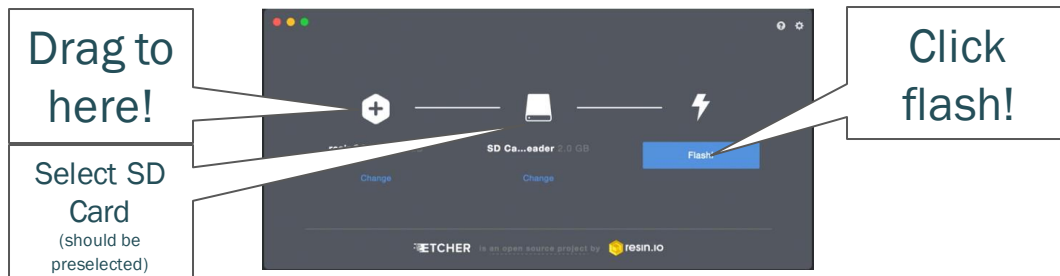 Drag to
here!
Select SD
Card
(should be
preselected)
Click
flash!
SD Ca...eader 2.0 GB
Flash!
Change
Change
ETCHER is an open source project by resin.io